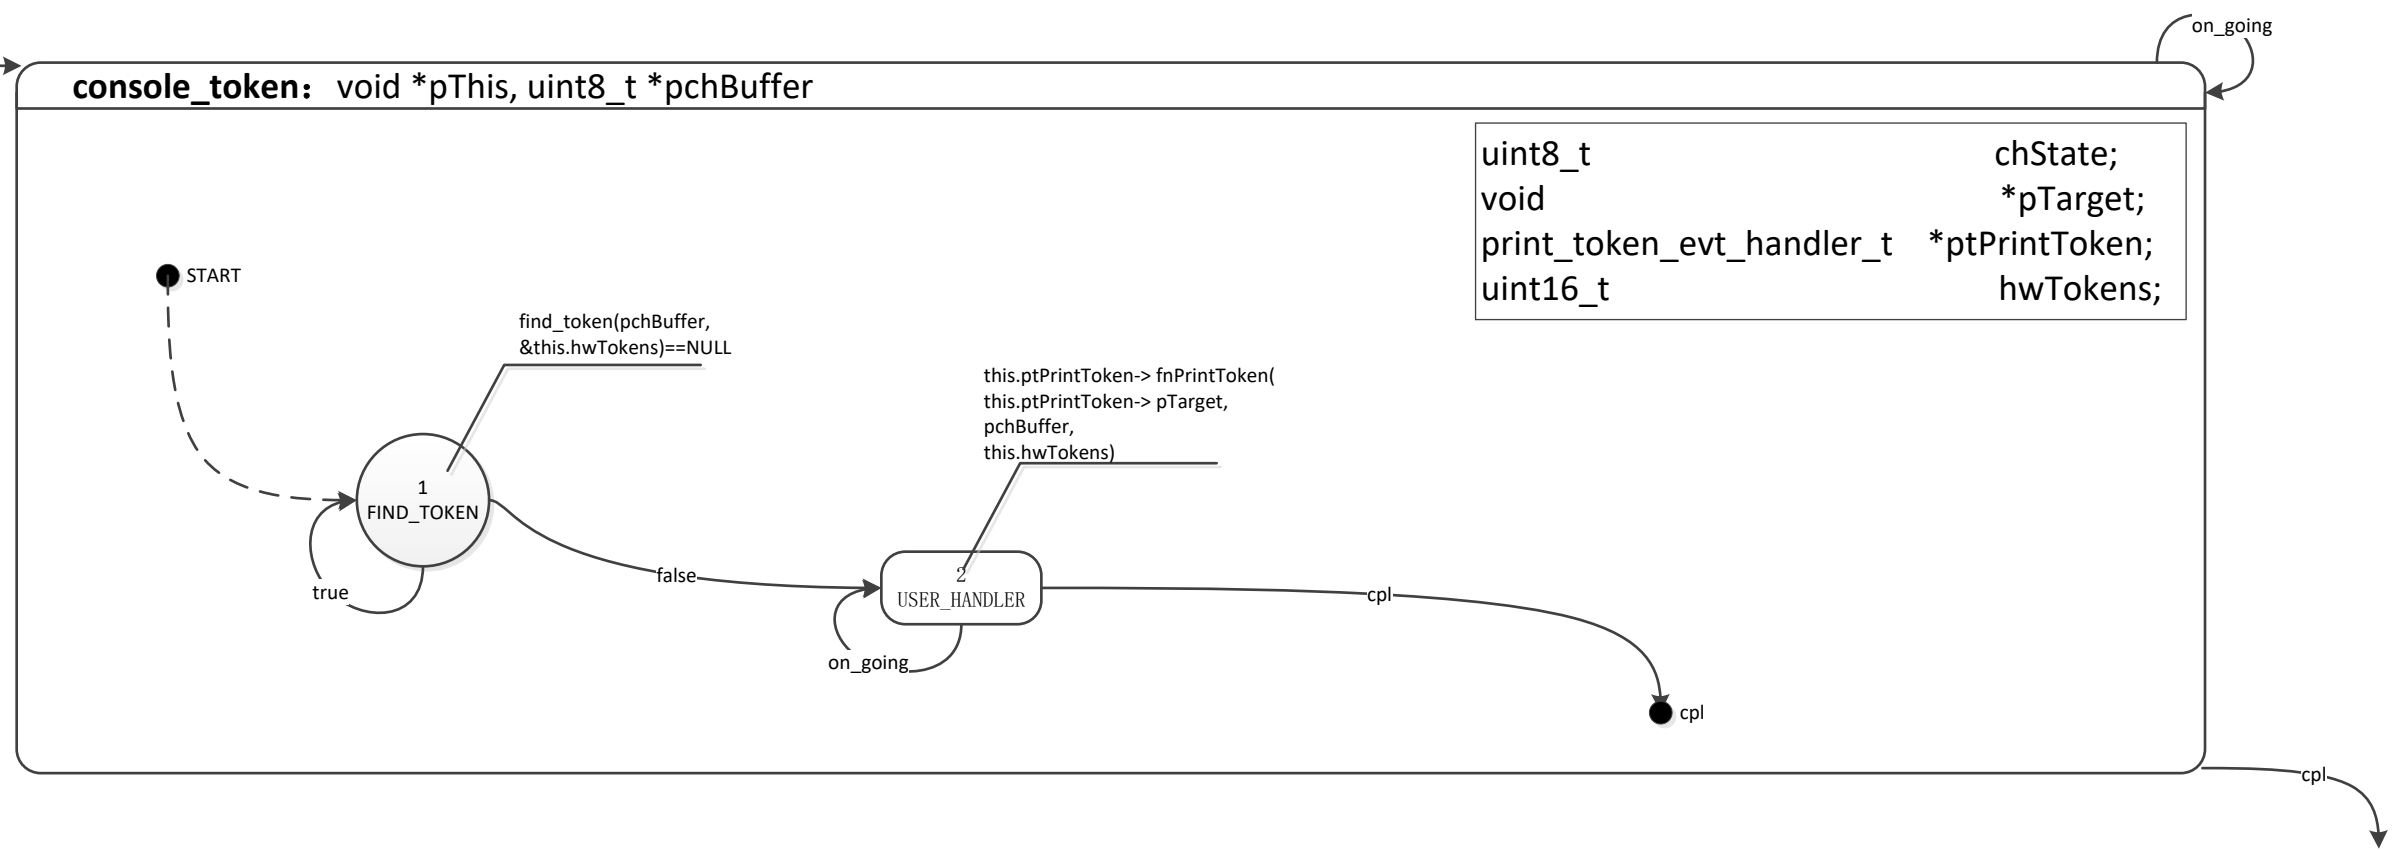 on_going
console_token： void *pThis, uint8_t *pchBuffer
uint8_t chState;
void *pTarget;
print_token_evt_handler_t *ptPrintToken;
uint16_t hwTokens;
START
find_token(pchBuffer,
&this.hwTokens)==NULL
this.ptPrintToken-> fnPrintToken(
this.ptPrintToken-> pTarget,
pchBuffer,
this.hwTokens)
1
FIND_TOKEN
true
false
2
USER_HANDLER
on_going
cpl
cpl
cpl